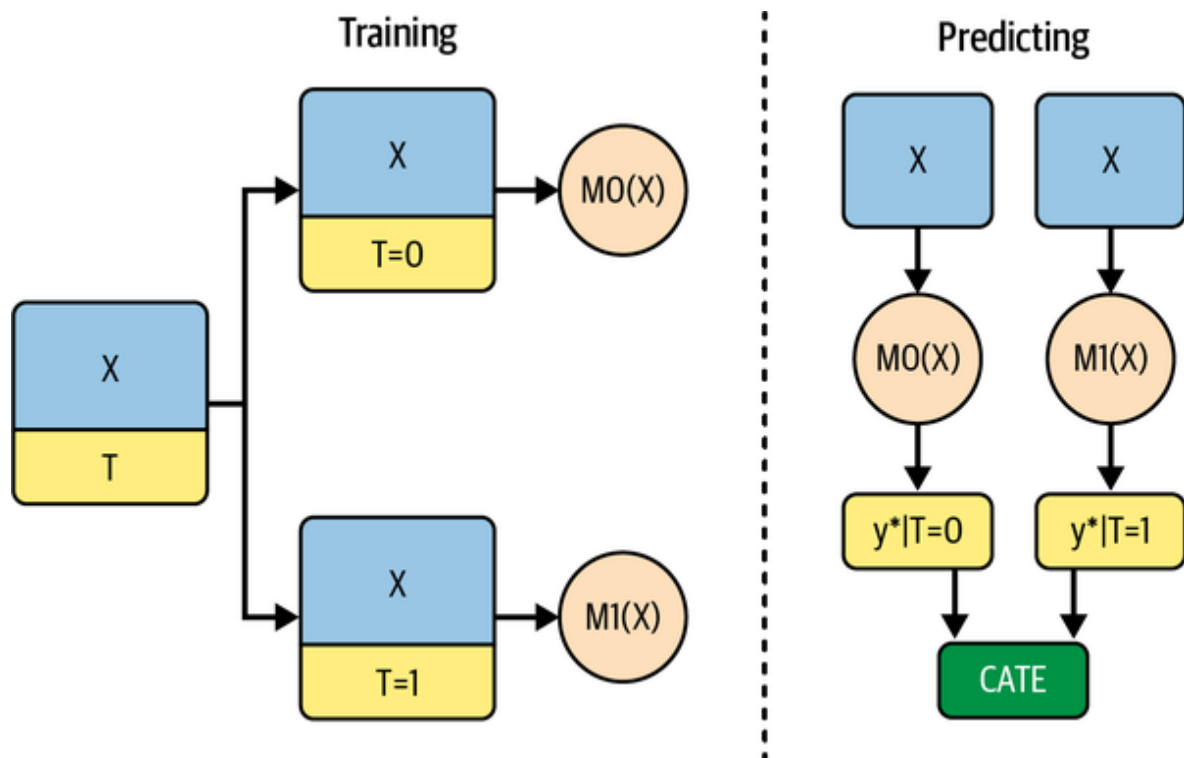 Training
X
T=0
M0(X)
X
T
X
T=1
M1(X)
Predicting
X
X
M0(X)
M1(X)
y*|T=0
y*|T=1
CATE